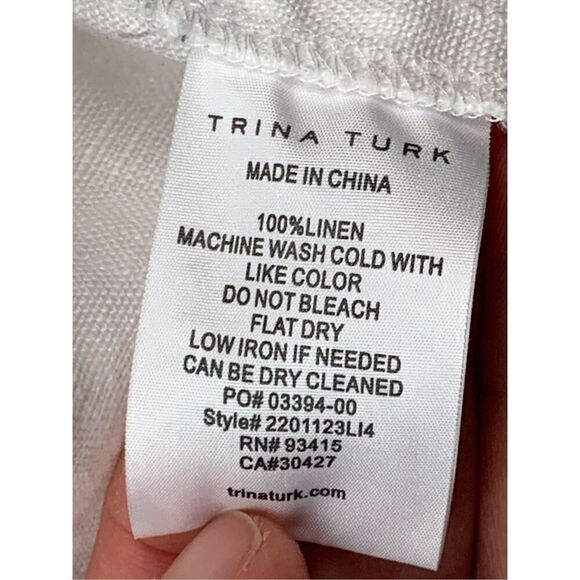 TRINA TURK
MADE IN CHINA
100%LINEN
MACHINE WASH COLD WITH
LIKE COLOR
DO NOT BLEACH
FLAT DRY
LOW IRON IF NEEDED
CAN BE DRY CLEANED
PO# 03394-00
Style# 2201123LI4
RN# 93415
CA#30427
trinaturk.com